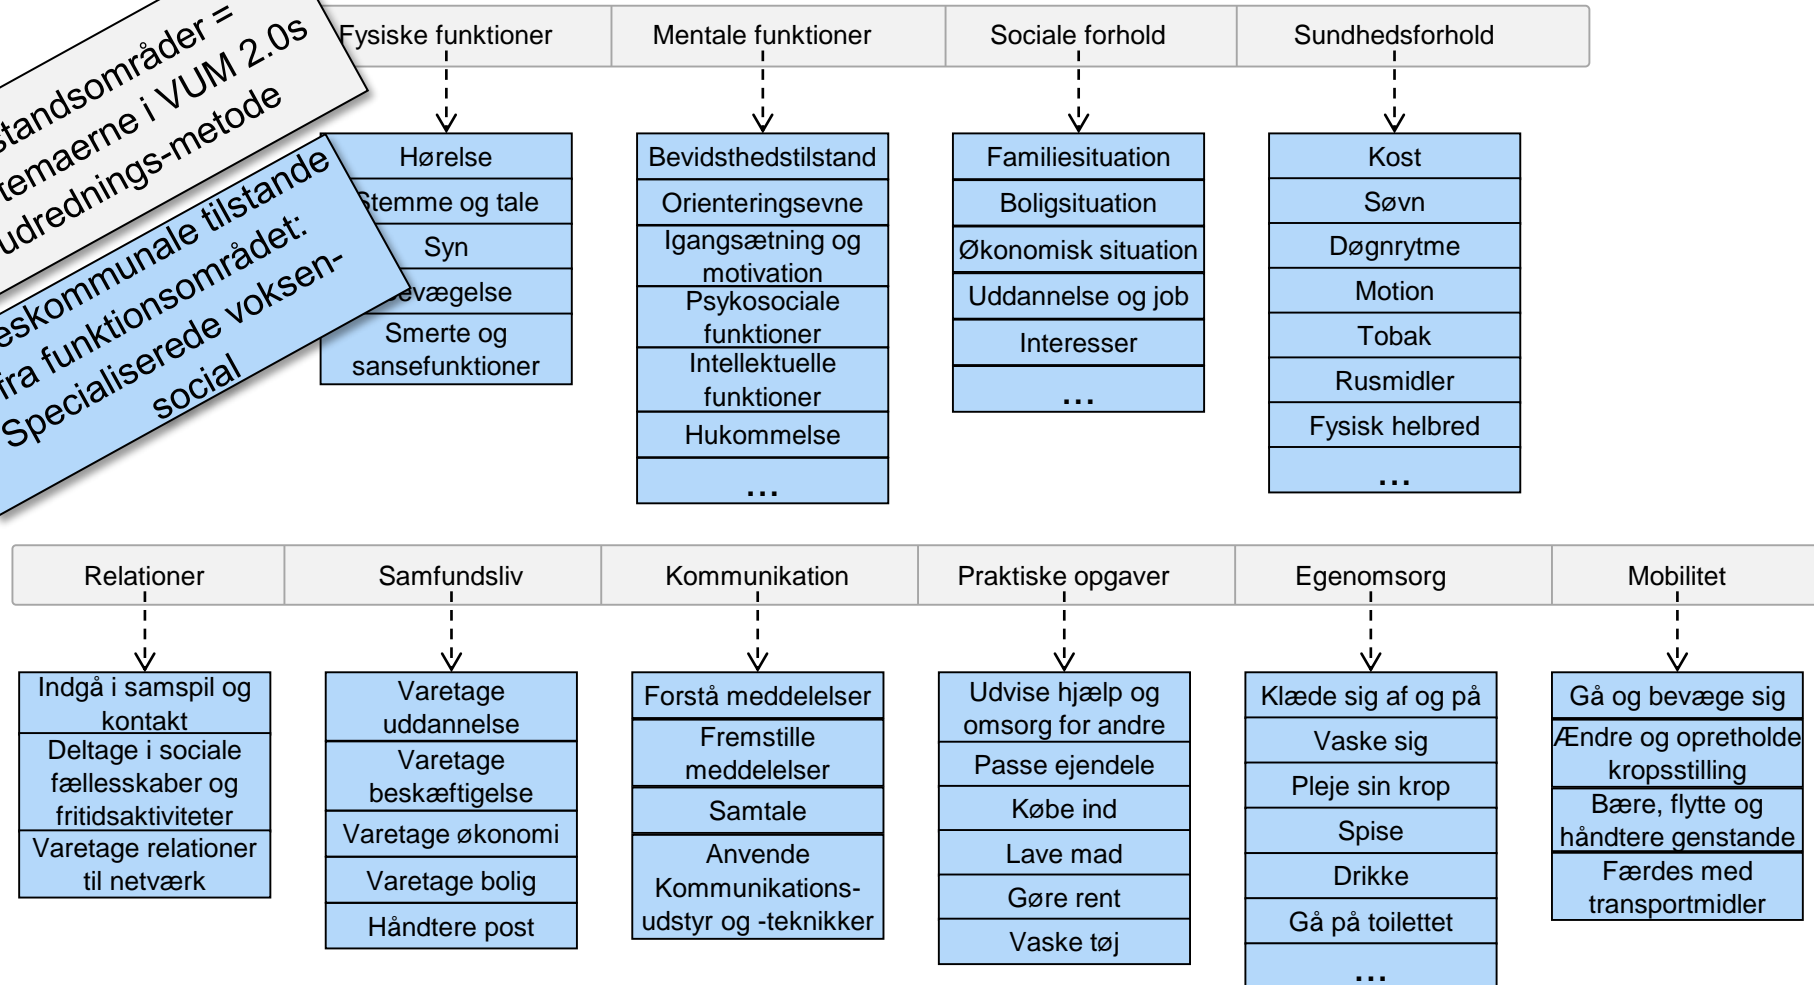 Fysiske funktioner
Mentale funktioner
Sociale forhold
Sundhedsforhold
=
temaerne i VUM 2.0s
udrednings-metode
tilstande
fra funktionsområdet:
Specialiserede voksen-
social
Hørelse
Stemme og tale
Syn
Smerte og
sansefunktioner
Bevidsthedstilstand
Orienteringsevne
Igangsætning og
motivation
Psykosociale
funktioner
Intellektuelle
funktioner
Hukommelse
...
Familiesituation
Boligsituation
Økonomisk situation
Uddannelse og job
Interesser
...
Kost
Søvn
Døgnrytme
Motion
Tobak
Rusmidler
Fysisk helbred
...
Relationer
Samfundsliv
Kommunikation
Praktiske opgaver
Egenomsorg
Mobilitet
Indgå i samspil og
kontakt
Deltage i sociale
fællesskaber og
fritidsaktiviteter
Varetage relationer
til netværk
Varetage
uddannelse
Varetage
beskæftigelse
Varetage økonomi
Varetage bolig
Håndtere post
Forstå meddelelser
Fremstille
meddelelser
Samtale
Anvende
Kommunikations-
udstyr og -teknikker
Udvise hjælp og
omsorg for andre
Passe ejendele
Købe ind
Lave mad
Gøre rent
Vaske tøj
Klæde sig af og på
Vaske sig
Pleje sin krop
Spise
Drikke
Gå på toilettet
...
Gå og bevæge sig
Ændre og opretholde
kropsstilling
Bære, flytte og
håndtere genstande
Færdes med
transportmidler